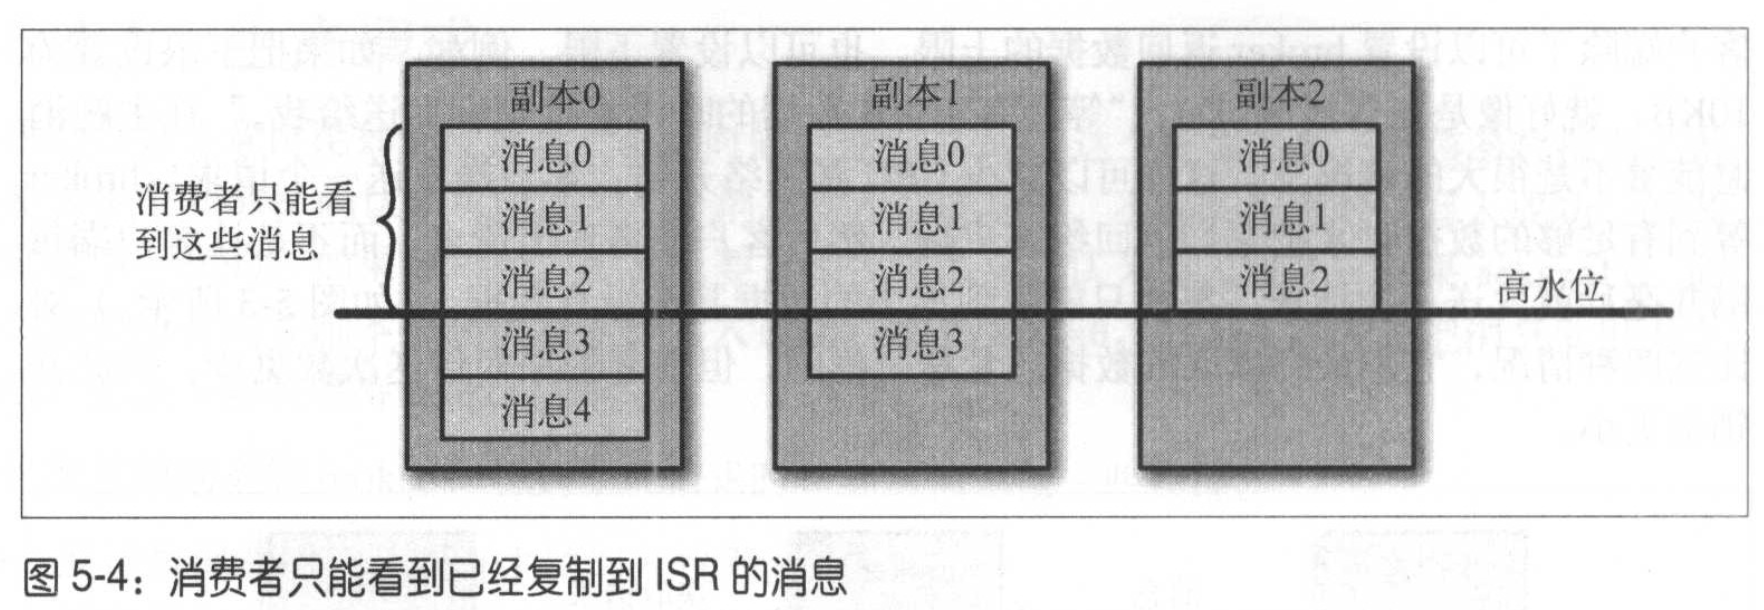 副本0
消息0
消息1
消息2
消息3
消息4
副本1
消息0
消息1
消息2
消息3
副本2
消息0
消息1
消息2
消费者只能看
到这些消息
高水位
图 5-4：消费者只能看到已经复制到 ISR 的消息